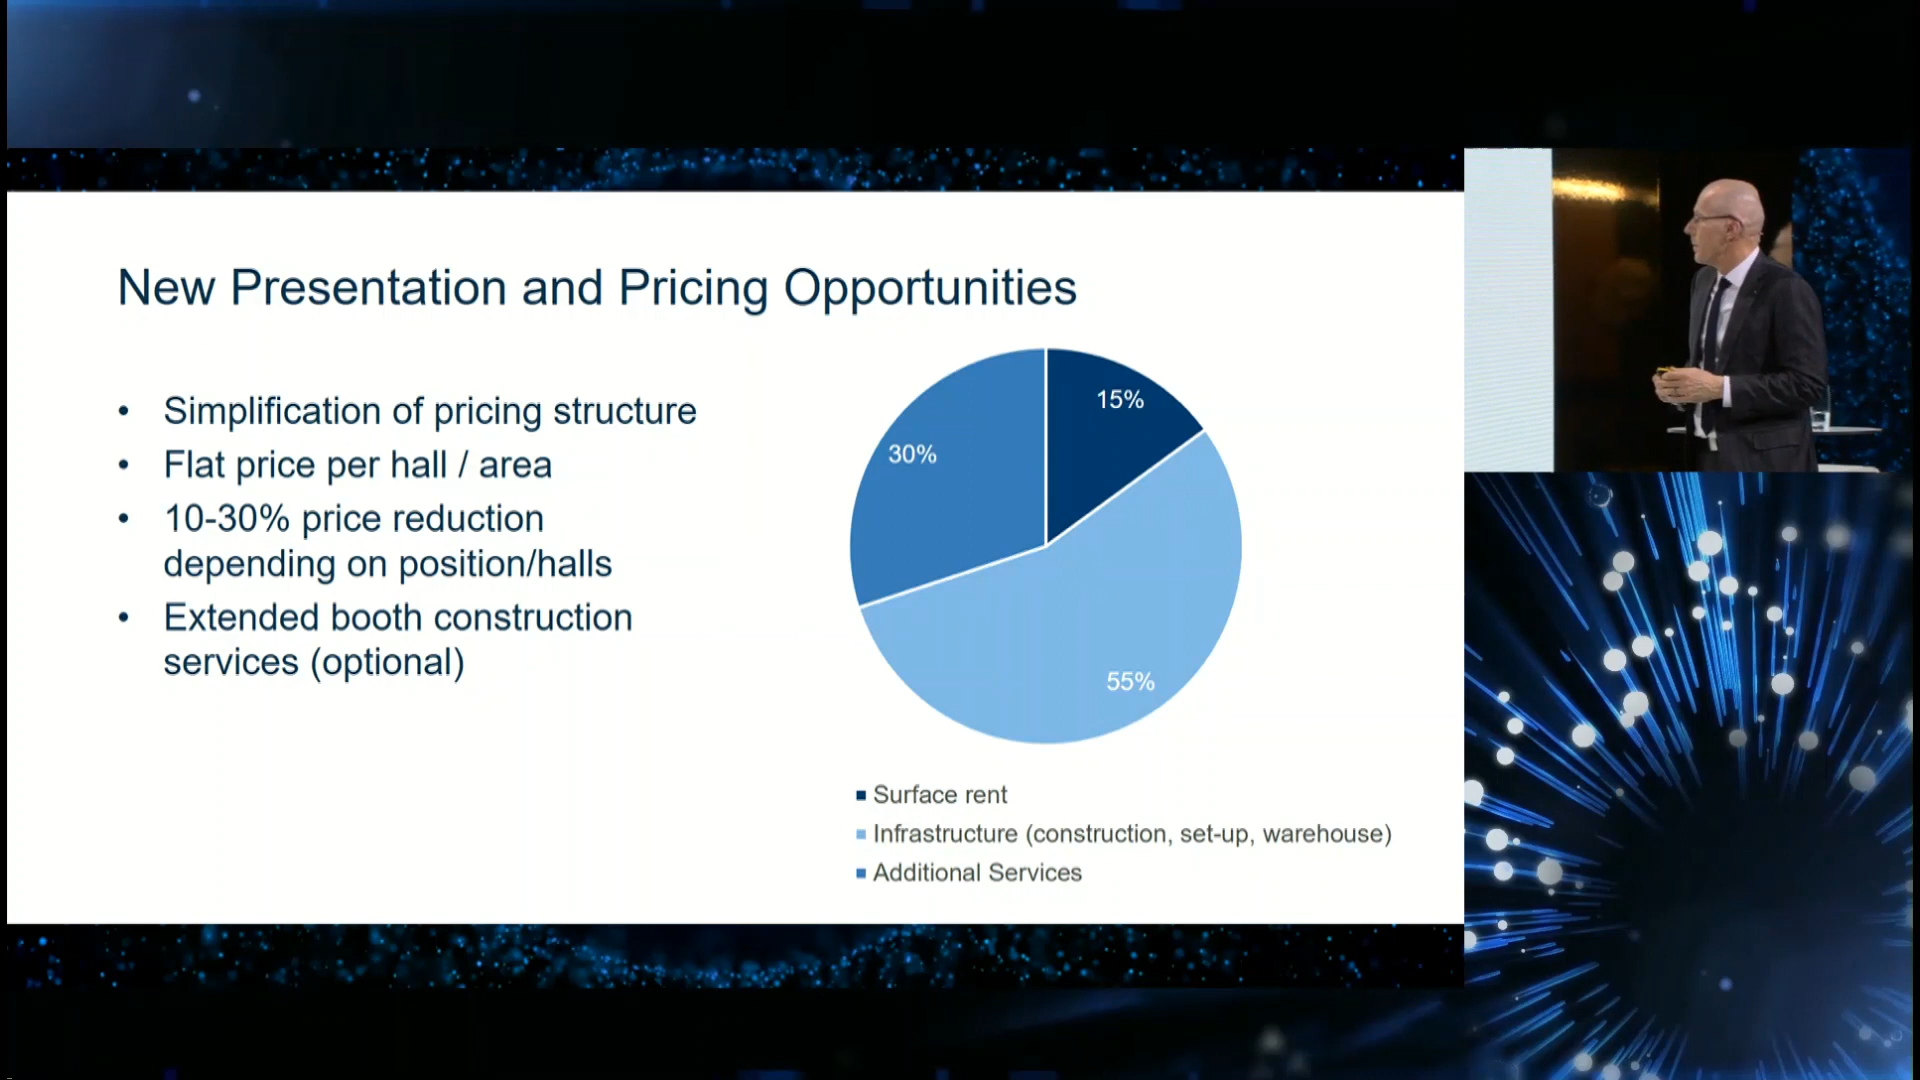 New Presentation and Pricing Opportunities
• Simplification of pricing structure
• Flat price per hall / area
• 10-30% price reduction
depending on position/halls
• Extended booth construction
services (optional)
15%
30%
55%
Surface rent
Infrastructure (construction, set-up, warehouse)
Additional Services